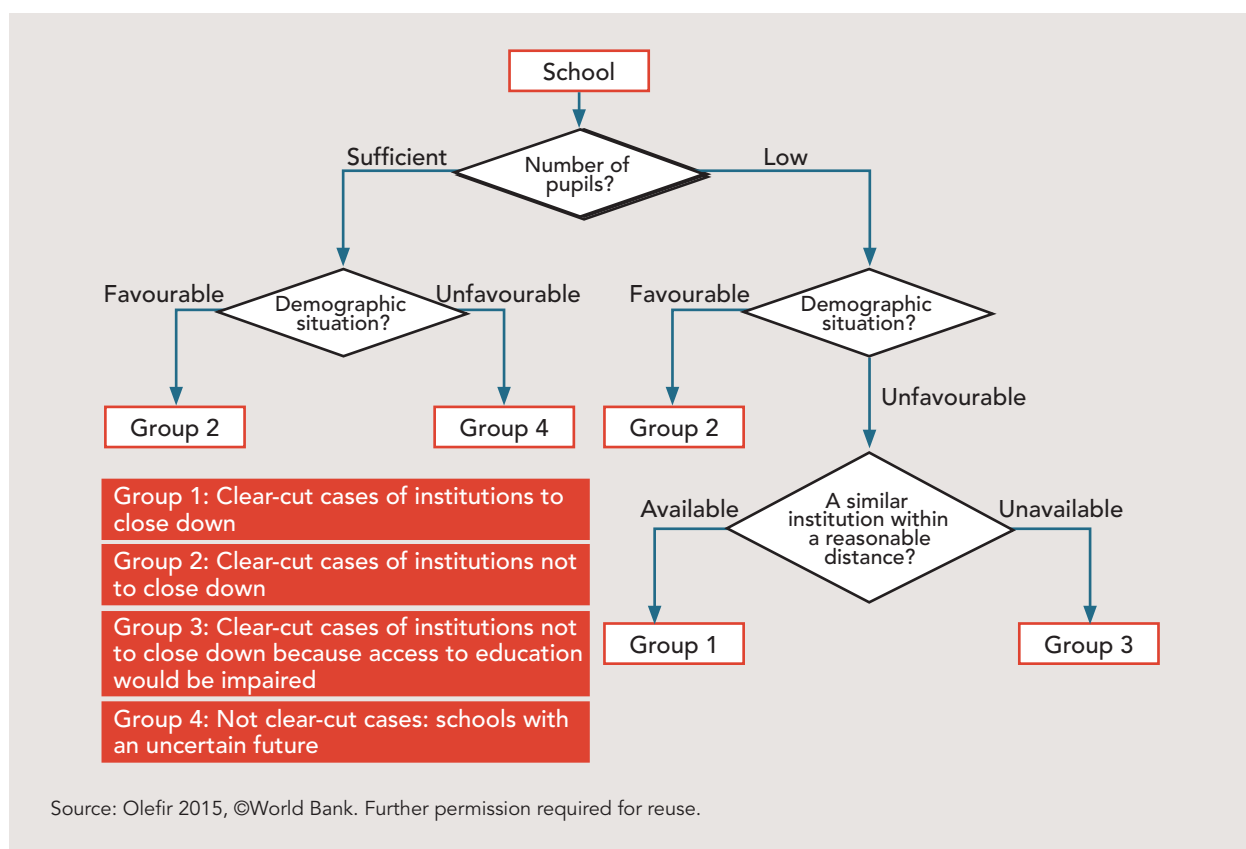 School
Sufficient
Number of
pupils?
Low
Favourable
Demographic
situation?
Unfavourable
Favourable
Demographic
situation?
Group 2
Group 4
Group 2
Unfavourable
Group 1: Clear-cut cases of institutions to
close down
Group 2: Clear-cut cases of institutions not
to close down
Group 3: Clear-cut cases of institutions not
to close down because access to education
would be impaired
Group 4: Not clear-cut cases: schools with
an uncertain future
Available
A similar
institution within
a reasonable
distance?
Unavailable
Group 1
Group 3
Source: Olefir 2015, ©World Bank. Further permission required for reuse.